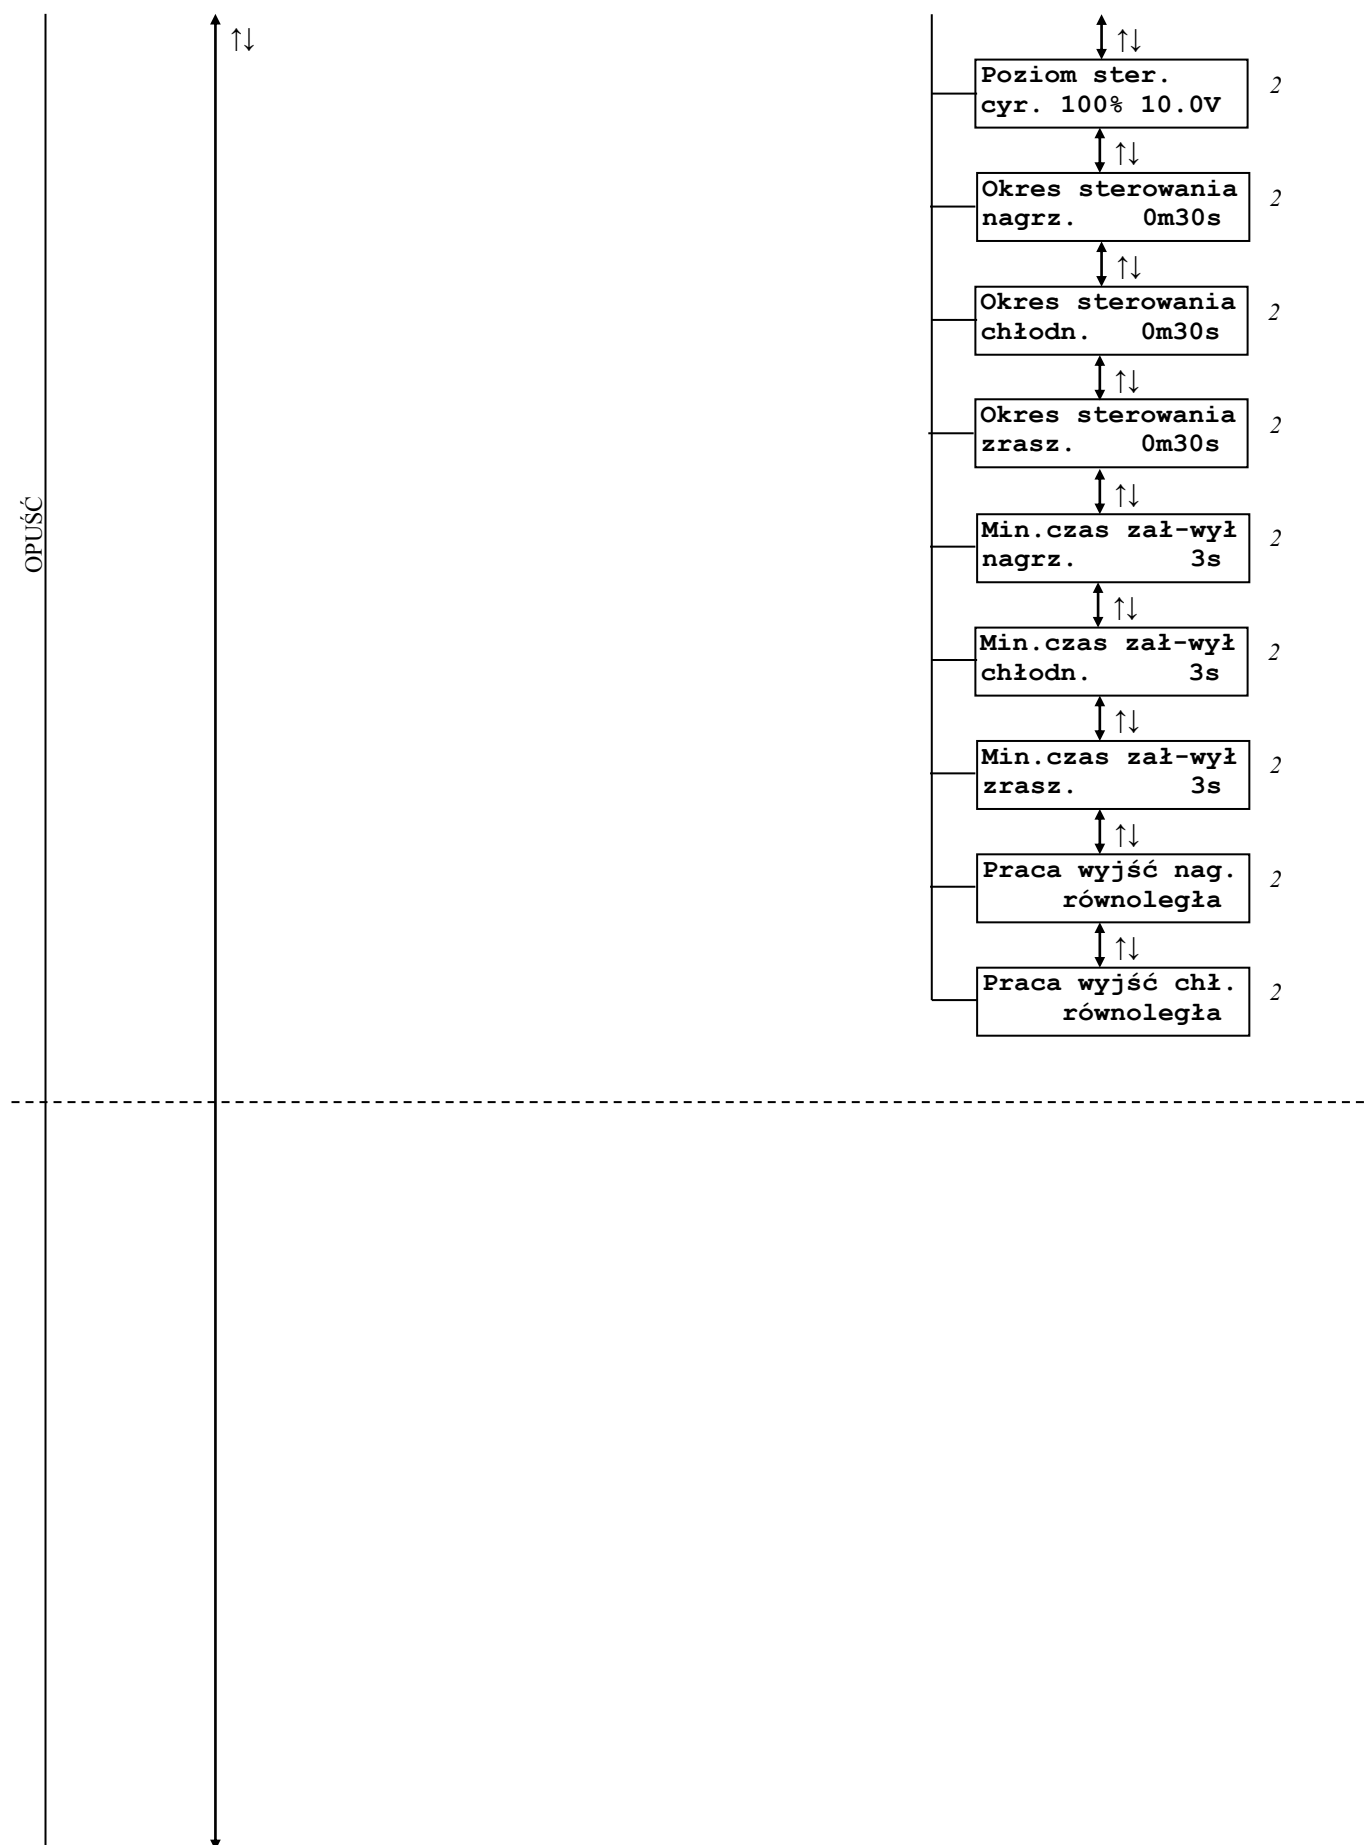 ↑↓
↑↓
Poziom ster.
cyr. 100% 10.0V
2
↑↓
Okres sterowania
nagrz. 0m30s
2
↑↓
Okres sterowania
chłodn. 0m30s
2
↑↓
Okres sterowania
zrasz. 0m30s
2
↑↓
OPUŚĆ
Min.czas zał-wył
nagrz. 3s
2
↑↓
Min.czas zał-wył
chłodn. 3s
2
↑↓
Min.czas zał-wył
zrasz. 3s
2
↑↓
Praca wyjść nag.
równoległa
2
↑↓
Praca wyjść chł.
równoległa
2